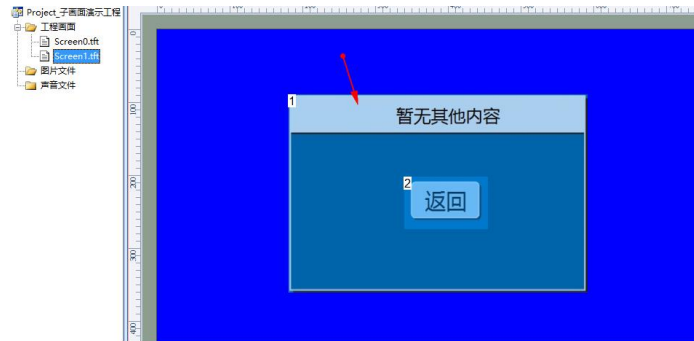 Project_子画面演示工程
工程画面
Screen0.tft
Screen1.tft
图片文件
声音文件
0
100
200
300
400
1
暂无其他内容
2
返回